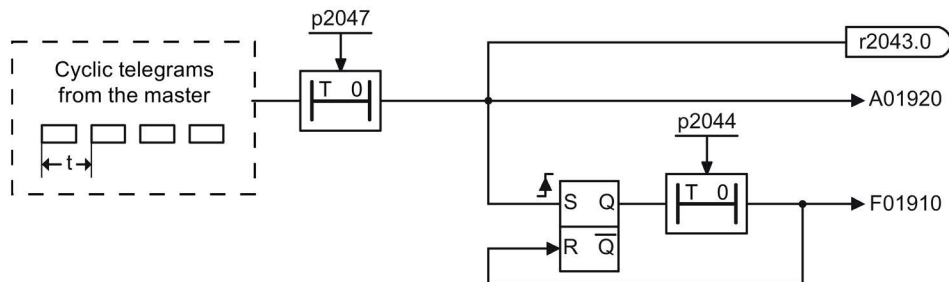 p2047
r2043.0
Cyclic telegrams
from the master
T 0
A01920
t
p2044
T 0
S Q
F01910
R Q̅